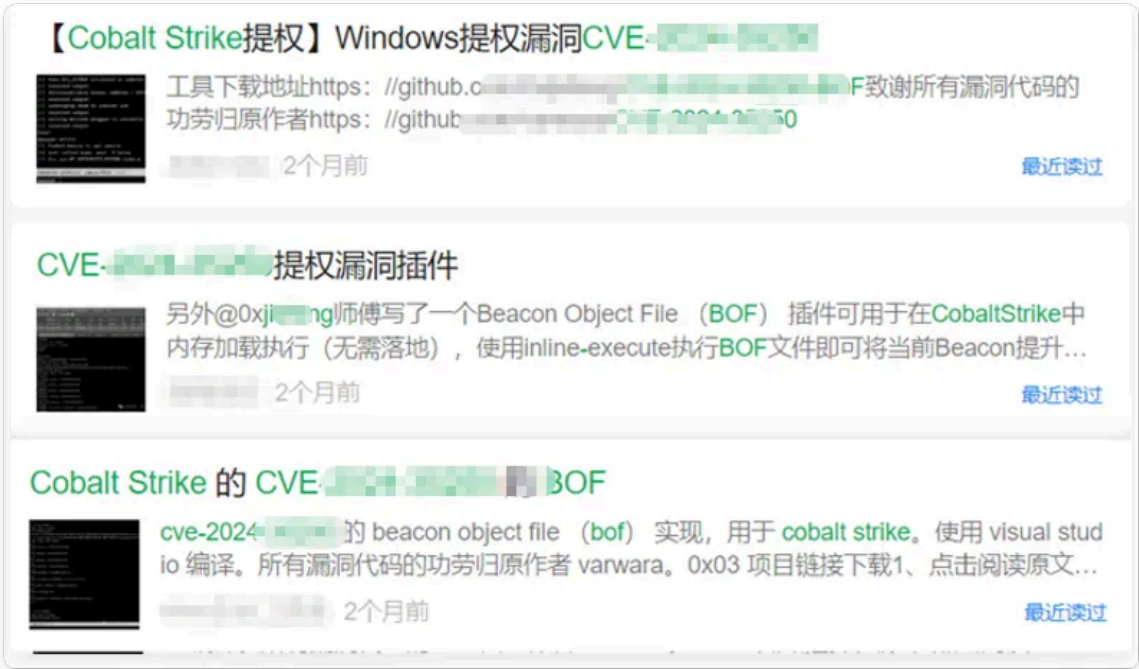 【Cobalt Strike提权】Windows提权漏洞CVE-
工具下载地址https：//github.c F致谢所有漏洞代码的
功劳归原作者https：//github 0
2个月前
最近读过
CVE- 提权漏洞插件
另外@0xji ng师傅写了一个Beacon Object File （BOF） 插件可用于在CobaltStrike中
内存加载执行（无需落地），使用inline-execute执行BOF文件即可将当前Beacon提升…
2个月前
最近读过
Cobalt Strike 的 CVE- BOF
cve-2024 的 beacon object file （bof） 实现，用于 cobalt strike。使用 visual stud
io 编译。所有漏洞代码的功劳归原作者 varwara。0x03 项目链接下载1、点击阅读原文…
2个月前
最近读过